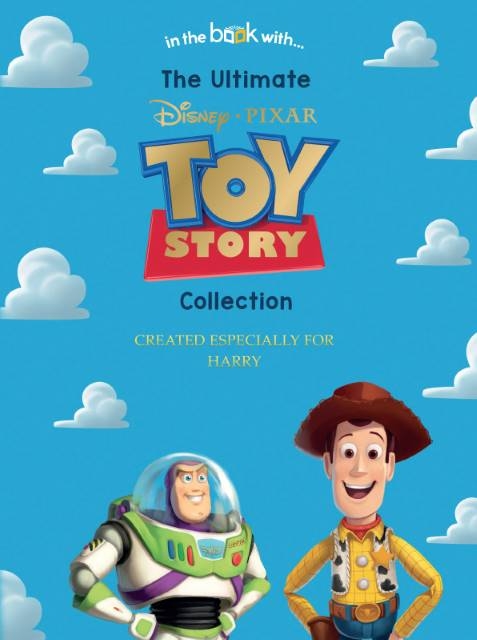 in the book with...
The Ultimate
Disney · PIXAR
TOY
STORY
Collection
CREATED ESPECIALLY FOR
HARRY